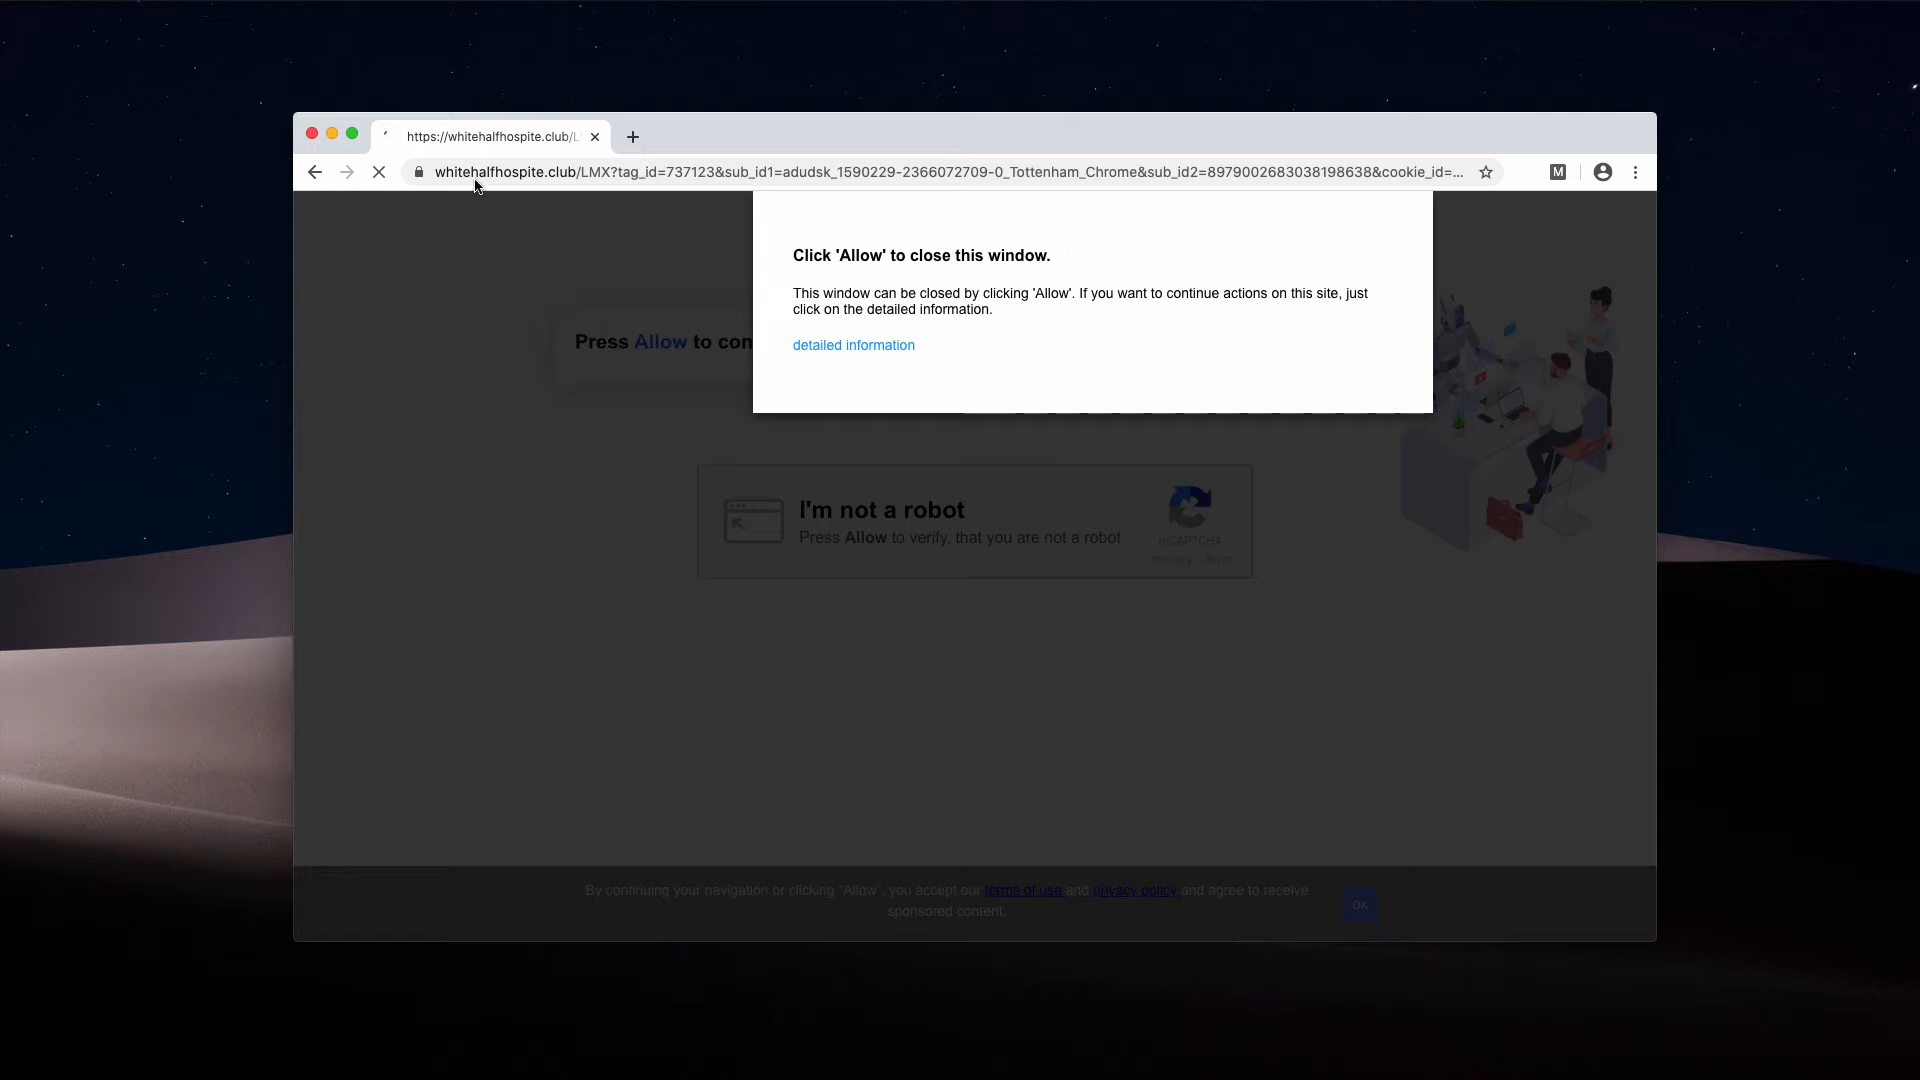 https://whitehalfhospite.club/L
whitehalfhospite.club/LMX?tag_id=737123&sub_id1=adudsk_1590229-2366072709-0_Tottenham_Chrome&sub_id2=8979002683038198638&cookie_id=...
M
Click 'Allow' to close this window.
This window can be closed by clicking 'Allow'. If you want to continue actions on this site, just
click on the detailed information.
detailed information
Press Allow to con
I'm not a robot
Press Allow to verify, that you are not a robot
reCAPTCHA
By continuing your navigation or clicking "Allow", you accept our terms of use and privacy policy and agree to receive
sponsored content.
OK